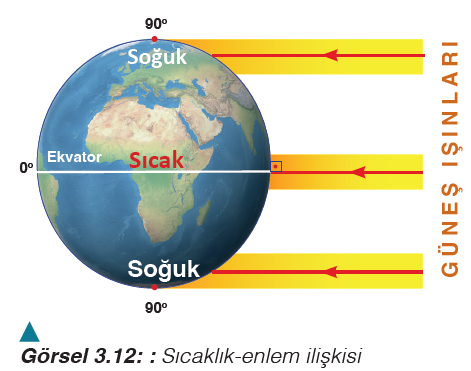 90º
Soğuk
Ekvator
Sıcak
0º
Soğuk
90º
GÜNEŞ IŞINLARI
Görsel 3.12: : Sıcaklık-enlem ilişkisi